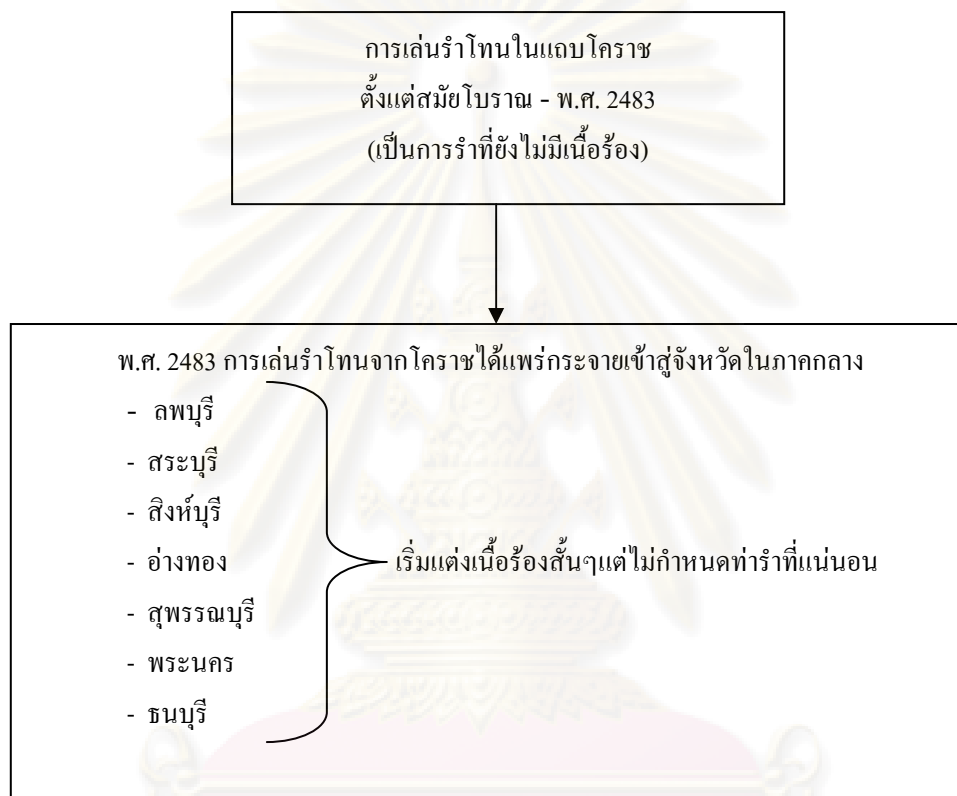 การเล่นรำโทนในแถบโคราช
ตั้งแต่สมัยโบราณ - พ.ศ. 2483
(เป็นการรำที่ยังไม่มีเนื้อร้อง)
พ.ศ. 2483 การเล่นรำโทนจากโคราชได้แพร่กระจายเข้าสู่จังหวัดในภาคกลาง
- ลพบุรี
- สระบุรี
- สิงห์บุรี
- อ่างทอง
- สุพรรณบุรี
- พระนคร
- ธนบุรี
เริ่มแต่งเนื้อร้องสั้นๆแต่ไม่กำหนดท่ารำที่แน่นอน